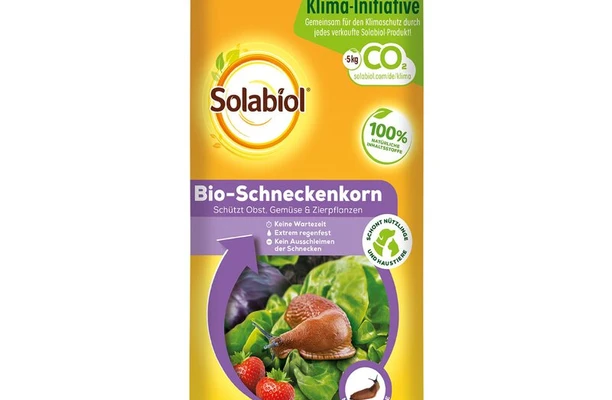 Klima-Initiative
Gemeinsam für den Klimaschutz durch
jedes verkaufte Solabiol-Produkt!
-5 kg
CO₂
solabiol.com/de/klima
Solabiol®
100%
NATÜRLICHE
INHALTSSTOFFE
Bio-Schneckenkorn
Schützt Obst, Gemüse & Zierpflanzen
Keine Wartezeit
Extrem regenfest
Kein Ausschleimen
der Schnecken
SCHONT NÜTZLINGE
UND HAUSTIERE